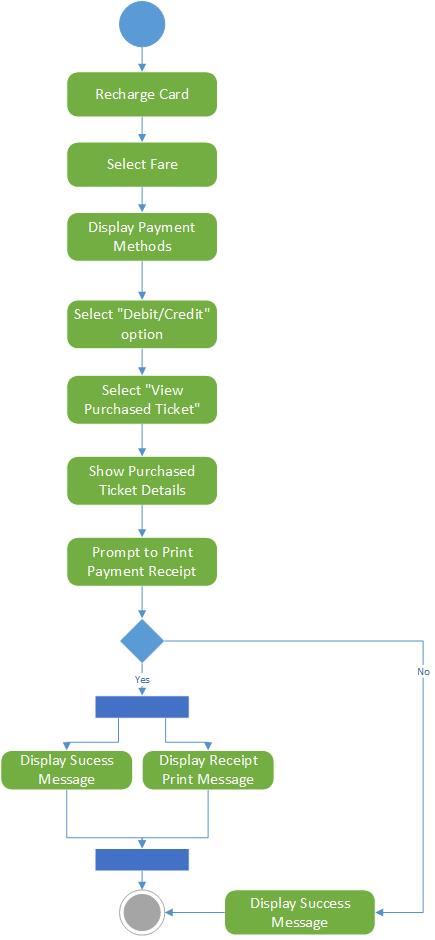 Recharge Card
Select Fare
Display Payment
Methods
Select "Debit/Credit"
option
Select "View
Purchased Ticket"
Show Purchased
Ticket Details
Prompt to Print
Payment Receipt
No
Yes
Display Sucess
Message
Display Receipt
Print Message
Display Success
Message